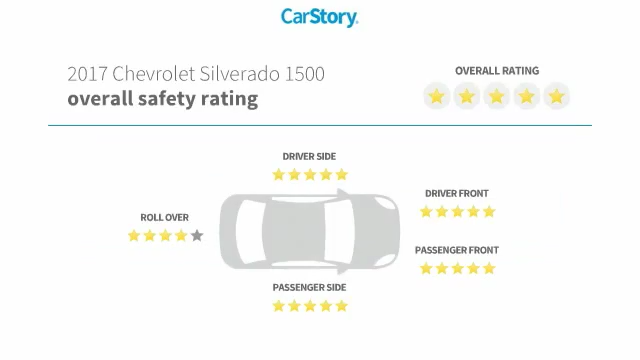 CarStory.
2017 Chevrolet Silverado 1500
overall safety rating
OVERALL RATING
DRIVER SIDE
DRIVER FRONT
ROLL OVER
PASSENGER FRONT
PASSENGER SIDE